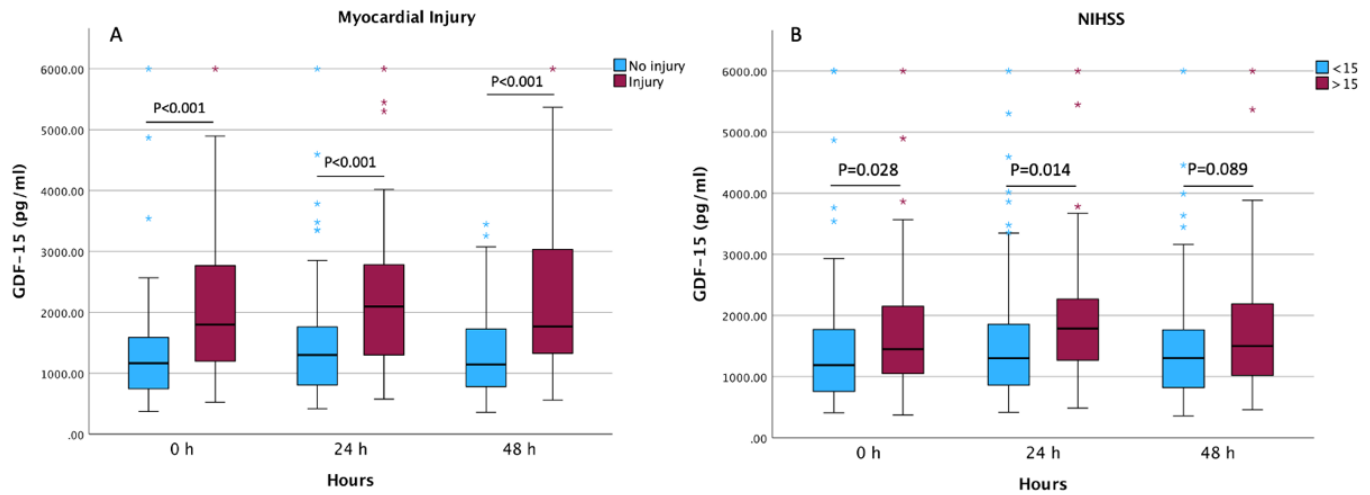 Myocardial Injury
A
No injury
Injury
6000.00
5000.00
4000.00
3000.00
2000.00
1000.00
.00
GDF-15 (pg/ml)
P<0.001
P<0.001
P<0.001
0 h
24 h
48 h
Hours
NIHSS
B
<15
>15
6000.00
5000.00
4000.00
3000.00
2000.00
1000.00
.00
GDF-15 (pg/ml)
P=0.028
P=0.014
P=0.089
0 h
24 h
48 h
Hours